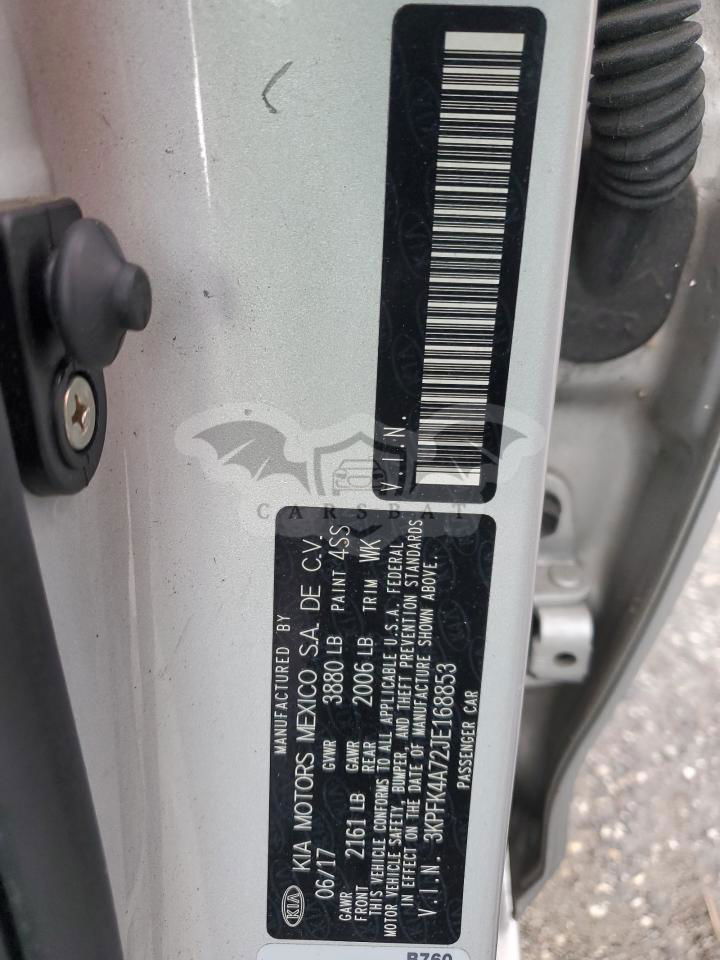 V.I.N.
CARSBAT
MANUFACTURED BY
KIA KIA MOTORS MEXICO S.A. DE C.V.
06/17 GVWR 3880 LB PAINT 4SS
GAWR FRONT 2161 LB GAWR REAR 2006 LB TRIM WK
THIS VEHICLE CONFORMS TO ALL APPLICABLE U.S.A. FEDERAL
MOTOR VEHICLE SAFETY, BUMPER, AND THEFT PREVENTION STANDARDS
IN EFFECT ON THE DATE OF MANUFACTURE SHOWN ABOVE.
V.I.N. 3KPFK4A72JE168853
PASSENGER CAR